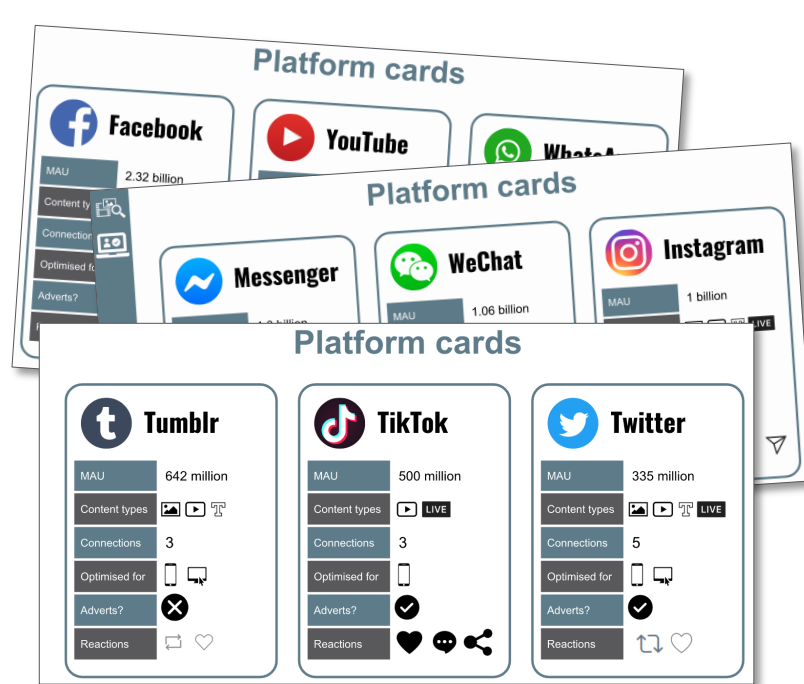 Platform cards
Facebook
YouTube
MAU
2.32 billion
Connection
Optimised fo
Adverts?
Platform cards
Messenger
WeChat
Instagram
MAU
1.06 billion
MAU
1 billion
LIVE
Platform cards
Tumblr
MAU
642 million
Content types
T
Connections
3
Optimised for
Adverts?
Reactions
TikTok
MAU
500 million
Content types
LIVE
Connections
3
Optimised for
Adverts?
Reactions
Twitter
MAU
335 million
Content types
T
LIVE
Connections
5
Optimised for
Adverts?
Reactions